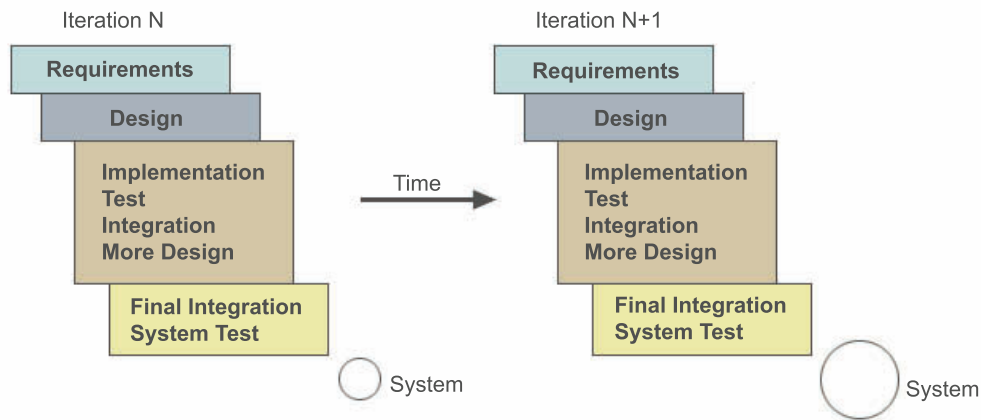 Iteration N
Requirements
Design
Implementation
Test
Integration
More Design
Final Integration
System Test
System
Time
Iteration N+1
Requirements
Design
Implementation
Test
Integration
More Design
Final Integration
System Test
System